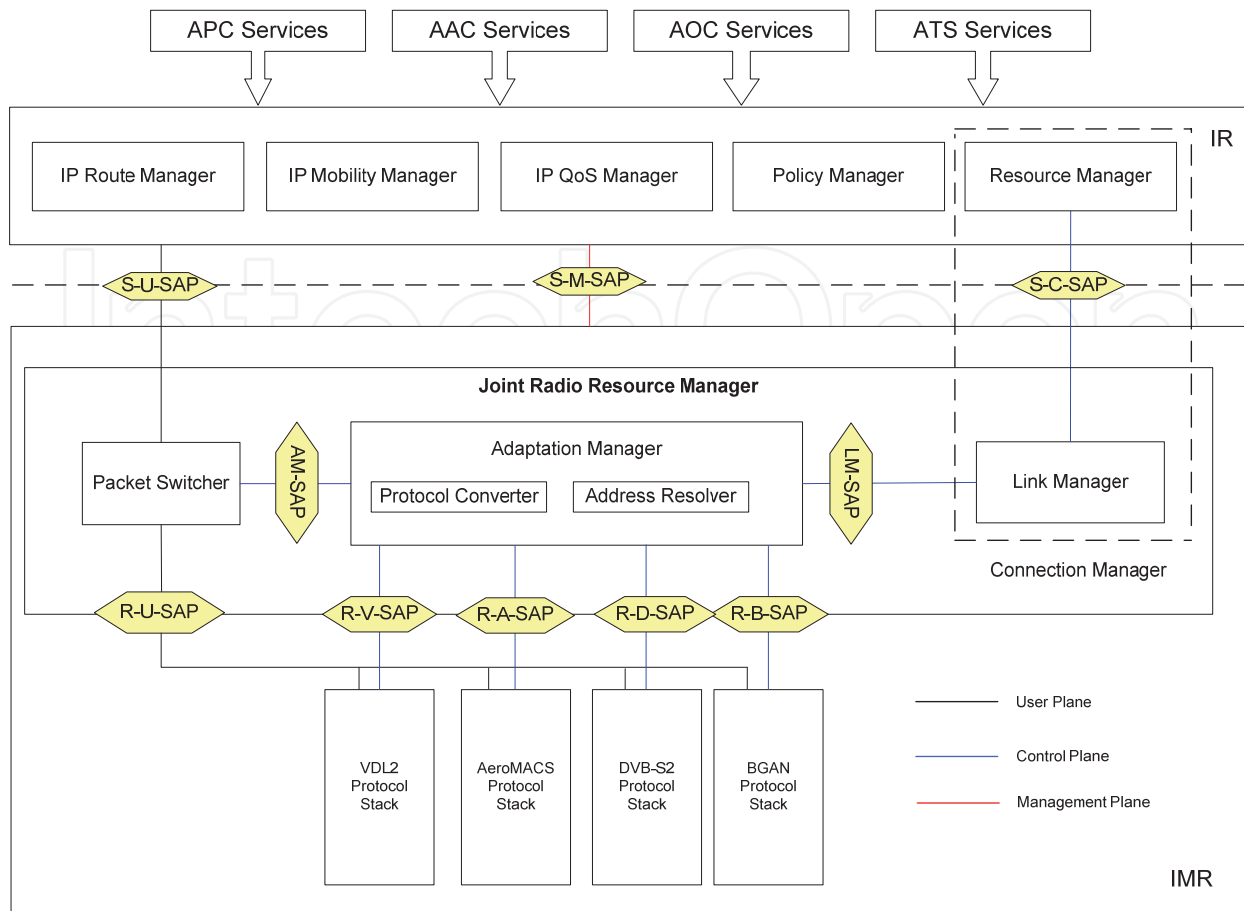 APC Services
AAC Services
AOC Services
ATS Services
IR
IP Route Manager
IP Mobility Manager
IP QoS Manager
Policy Manager
Resource Manager
S-U-SAP
S-M-SAP
S-C-SAP
IntechOpen
Joint Radio Resource Manager
Packet Switcher
AM-SAP
Adaptation Manager
Protocol Converter
Address Resolver
LM-SAP
Link Manager
Connection Manager
R-U-SAP
R-V-SAP
R-A-SAP
R-D-SAP
R-B-SAP
VDL2
Protocol
Stack
AeroMACS
Protocol
Stack
DVB-S2
Protocol
Stack
BGAN
Protocol
Stack
User Plane
Control Plane
Management Plane
IMR